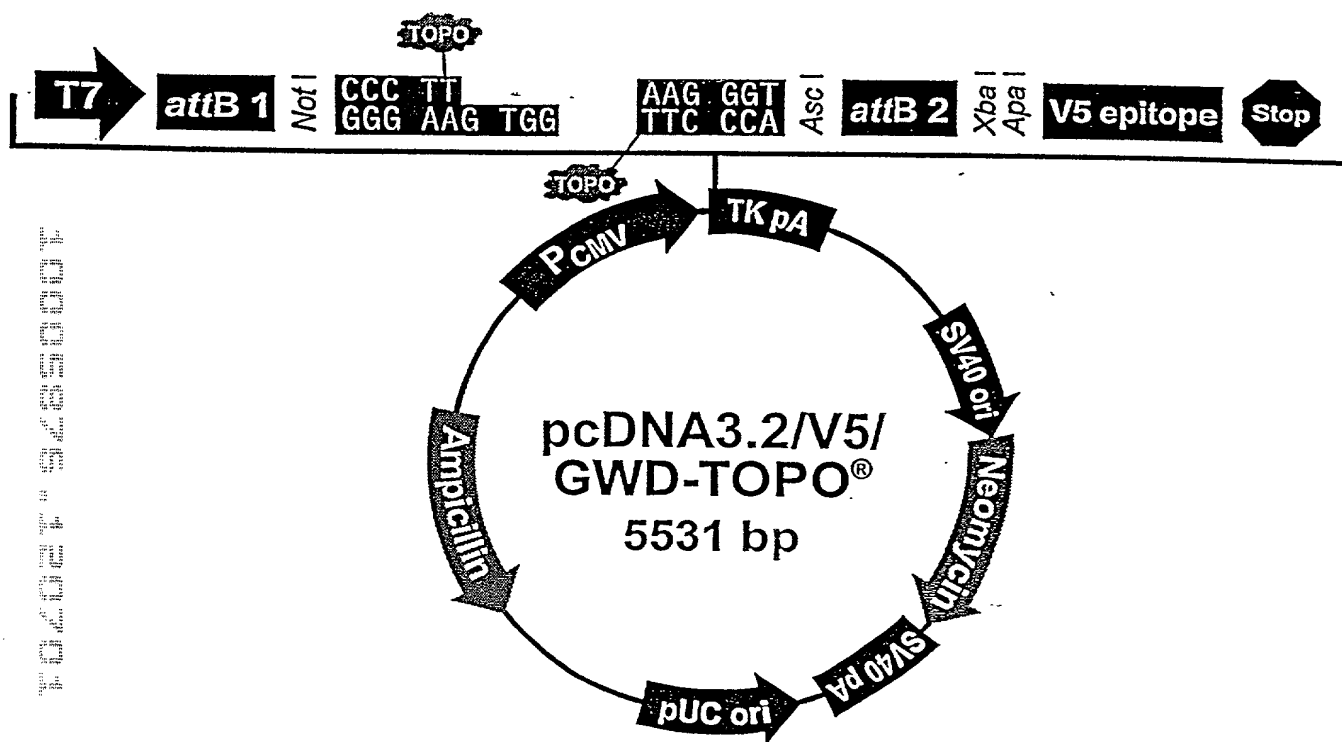 TOPO
T7
attB 1
Not I
CCC TT
GGG AAG TGG
AAG GGT
TTC CCA
Asc I
attB 2
Xba I
Apa I
V5 epitope
Stop
TOPO
PCMV
TK pA
SV40 ori
Neomycin
SV40 pA
pUC ori
Ampicillin
pcDNA3.2/V5/
GWD-TOPO®
5531 bp